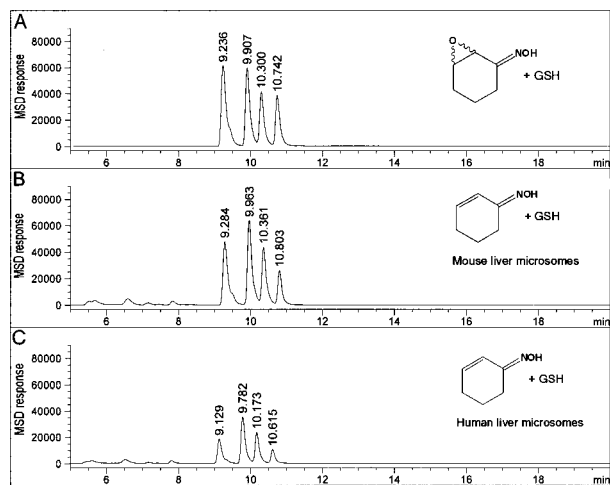 A
MSD response
80000
60000
40000
20000
0
9.236
9.907
10.300
10.742
O
NOH
+ GSH
6 8 10 12 14 16 18 min
B
MSD response
80000
60000
40000
20000
0
9.284
9.963
10.361
10.803
NOH
+ GSH
Mouse liver microsomes
6 8 10 12 14 16 18 min
C
MSD response
80000
60000
40000
20000
0
9.129
9.782
10.173
10.615
NOH
+ GSH
Human liver microsomes
6 8 10 12 14 16 18 min